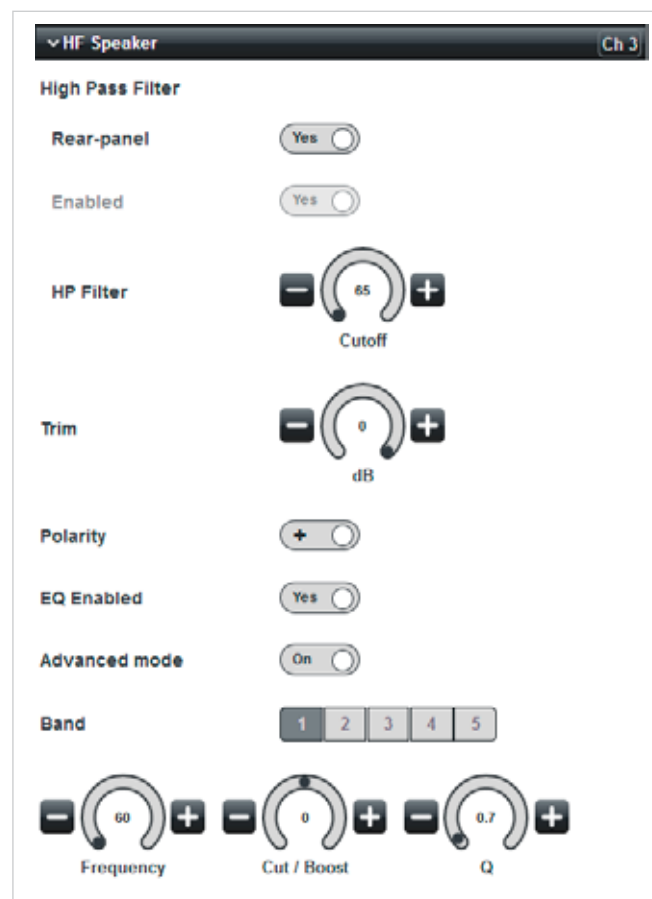 HF Speaker Ch 3
High Pass Filter
Rear-panel Yes
Enabled Yes
HP Filter 65
Cutoff
Trim 0
dB
Polarity +
EQ Enabled Yes
Advanced mode On
Band 1 2 3 4 5
60 0 0.7
Frequency Cut / Boost Q